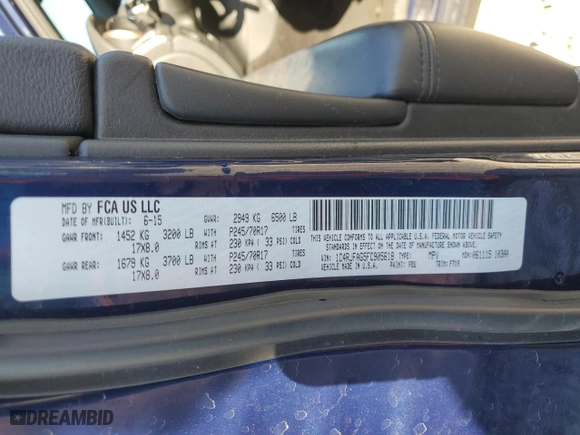 MFD BY FCA US LLC
DATE OF MFR(BUILT): 6-15 GVWR: 2949 KG 6500 LB
GAWR FRONT: 1452 KG 3200 LB WITH P245/70R17 TIRES
17X8.0 RIMS AT 230 KPA ( 33 PSI) COLD
GAWR REAR: 1679 KG 3700 LB WITH P245/70R17 TIRES
17X8.0 RIMS AT 230 KPA ( 33 PSI) COLD
THIS VEHICLE CONFORMS TO ALL APPLICABLE U.S.A. FEDERAL MOTOR VEHICLE SAFETY
STANDARDS IN EFFECT ON THE DATE OF MANUFACTURE SHOWN ABOVE.
VIN: 1C4RJFAG5FC905618 TYPE: MPV MDH: 061115 
VEHICLE MADE IN U.S.A. PAINT: PBU TRIM:
DREAMBID